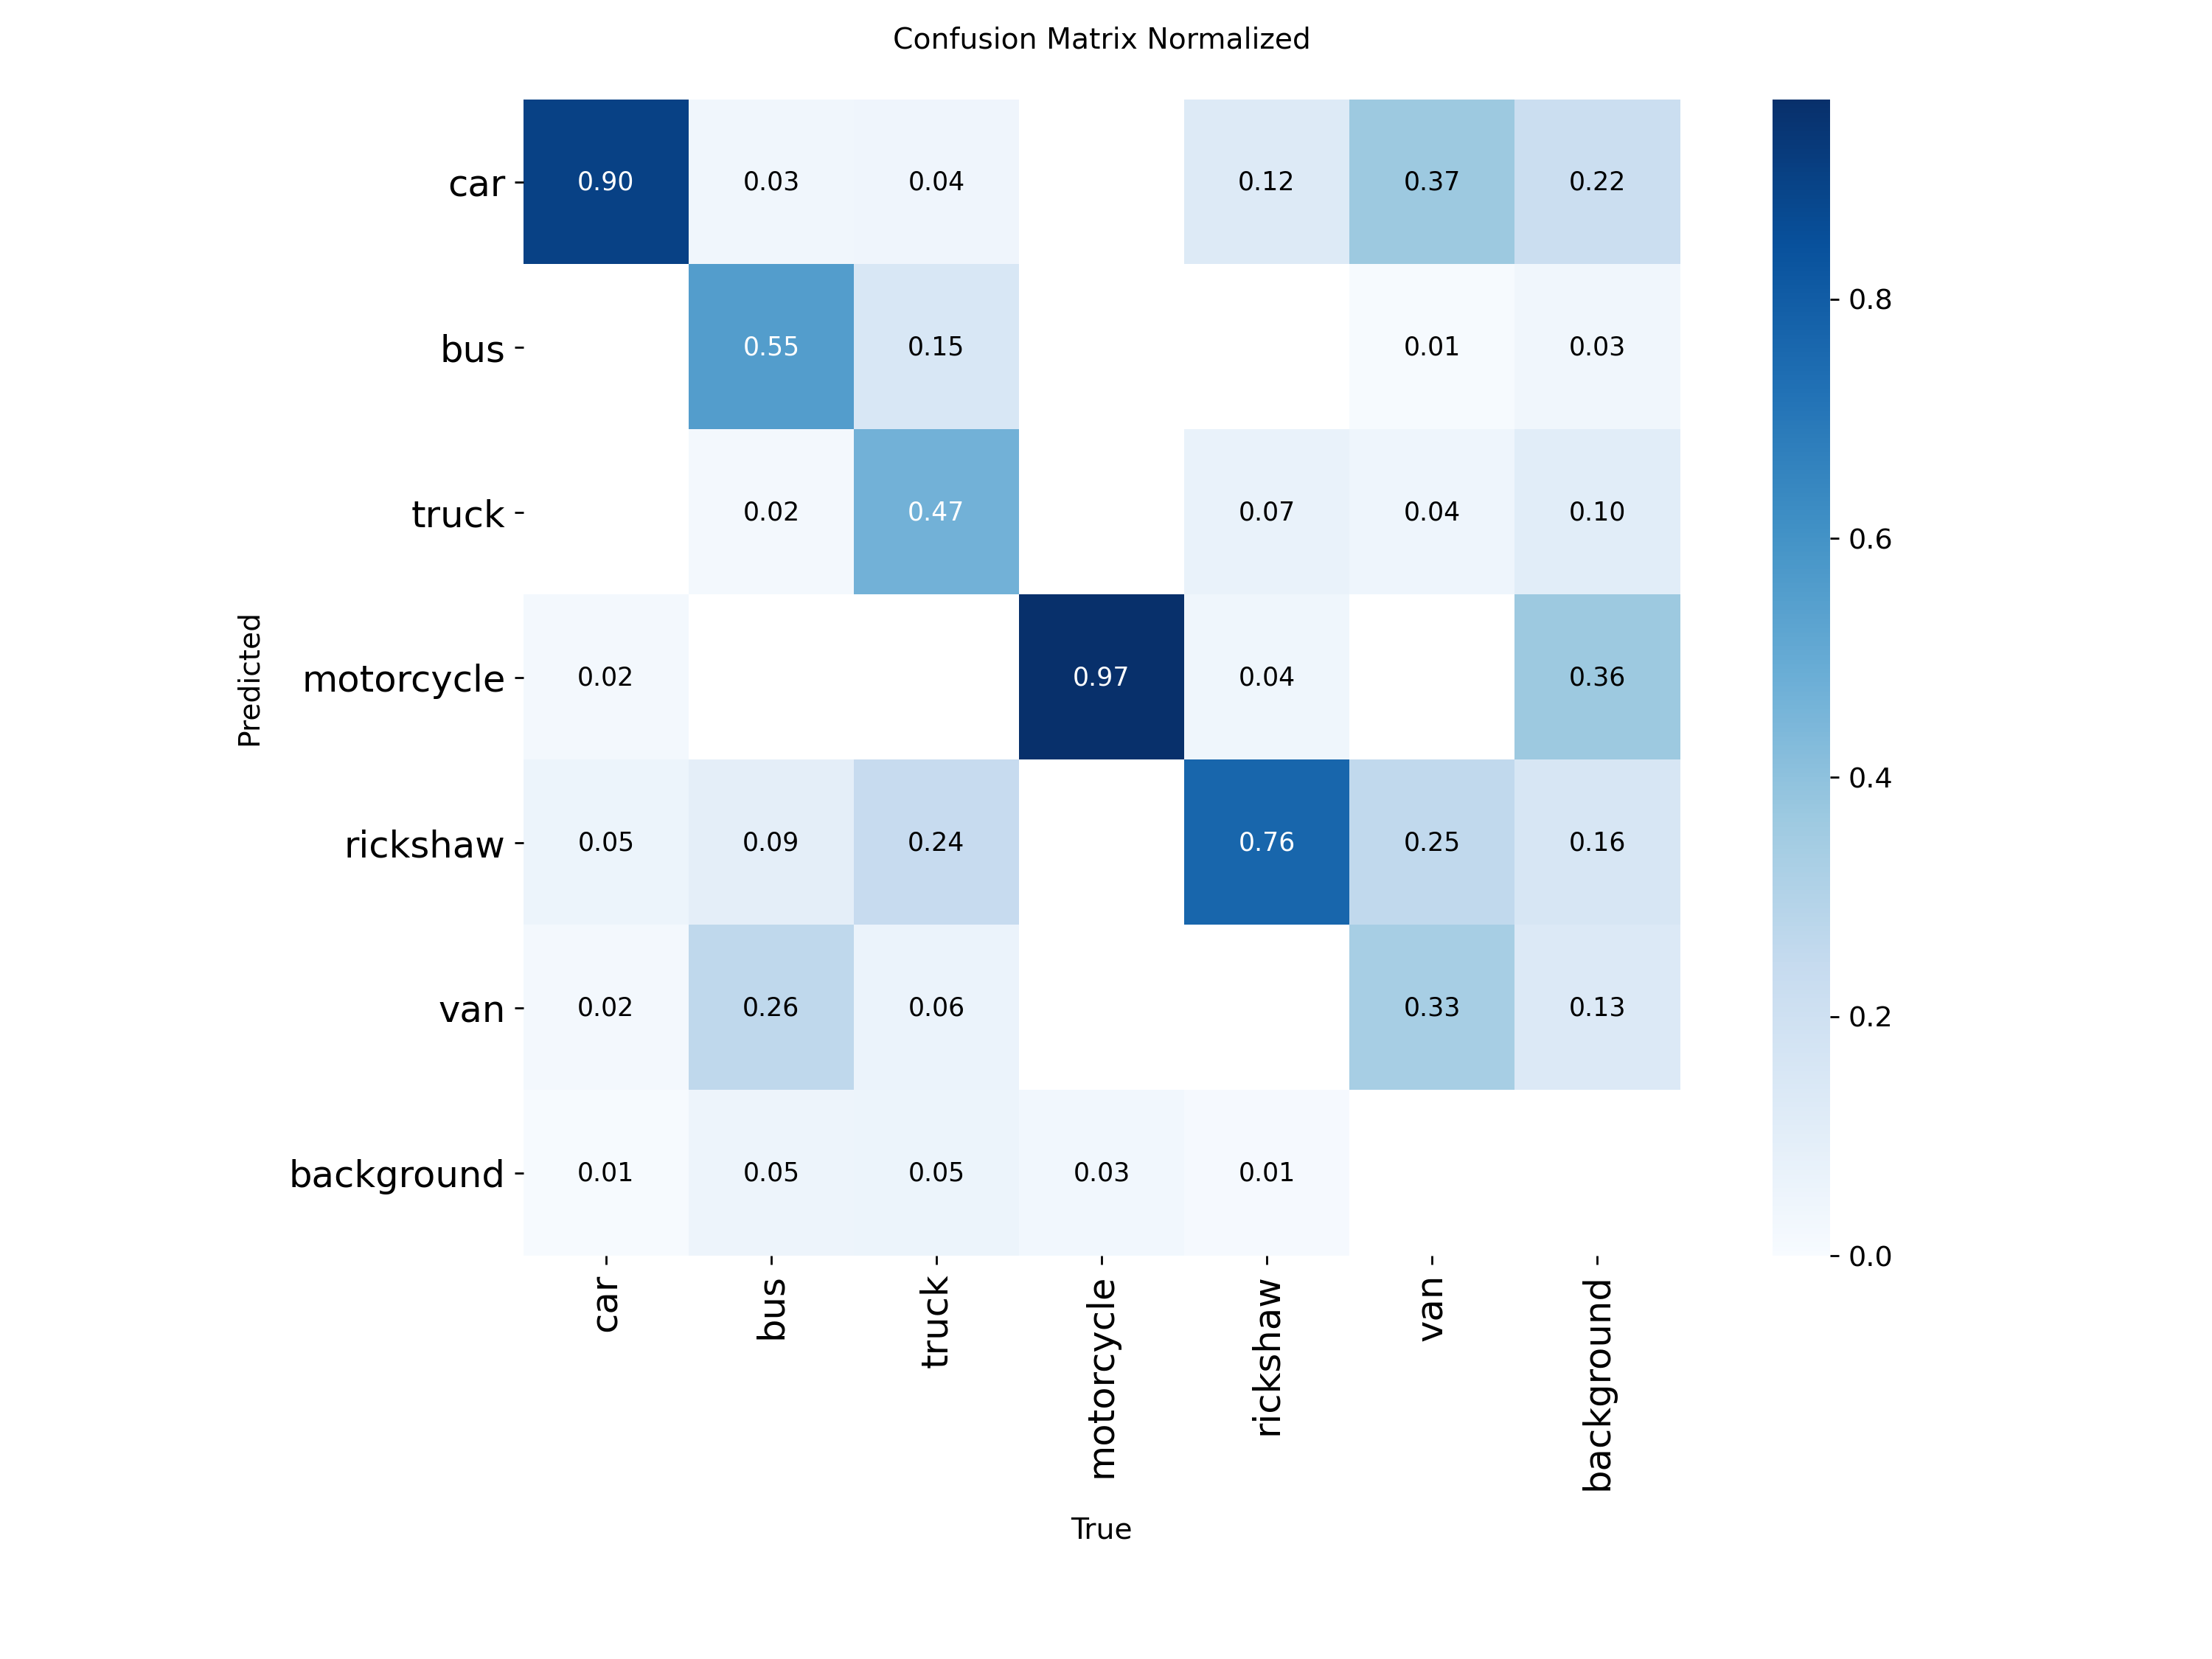 Confusion Matrix Normalized
car 0.90 0.03 0.04 0.12 0.37 0.22
bus 0.55 0.15 0.01 0.03
truck 0.02 0.47 0.07 0.04 0.10
motorcycle 0.02 0.97 0.04 0.36
rickshaw 0.05 0.09 0.24 0.76 0.25 0.16
van 0.02 0.26 0.06 0.33 0.13
background 0.01 0.05 0.05 0.03 0.01
Predicted
car bus truck motorcycle rickshaw van background
True
0.8
0.6
0.4
0.2
0.0